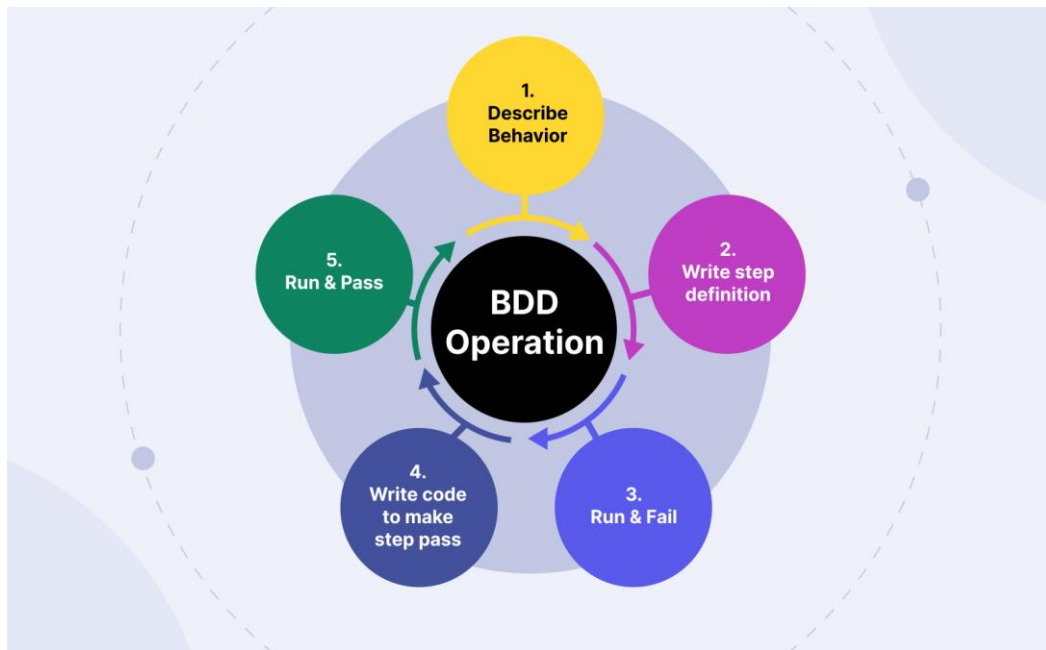 1.
Describe
Behavior
2.
Write step
definition
3.
Run & Fail
4.
Write code
to make
step pass
5.
Run & Pass
BDD
Operation